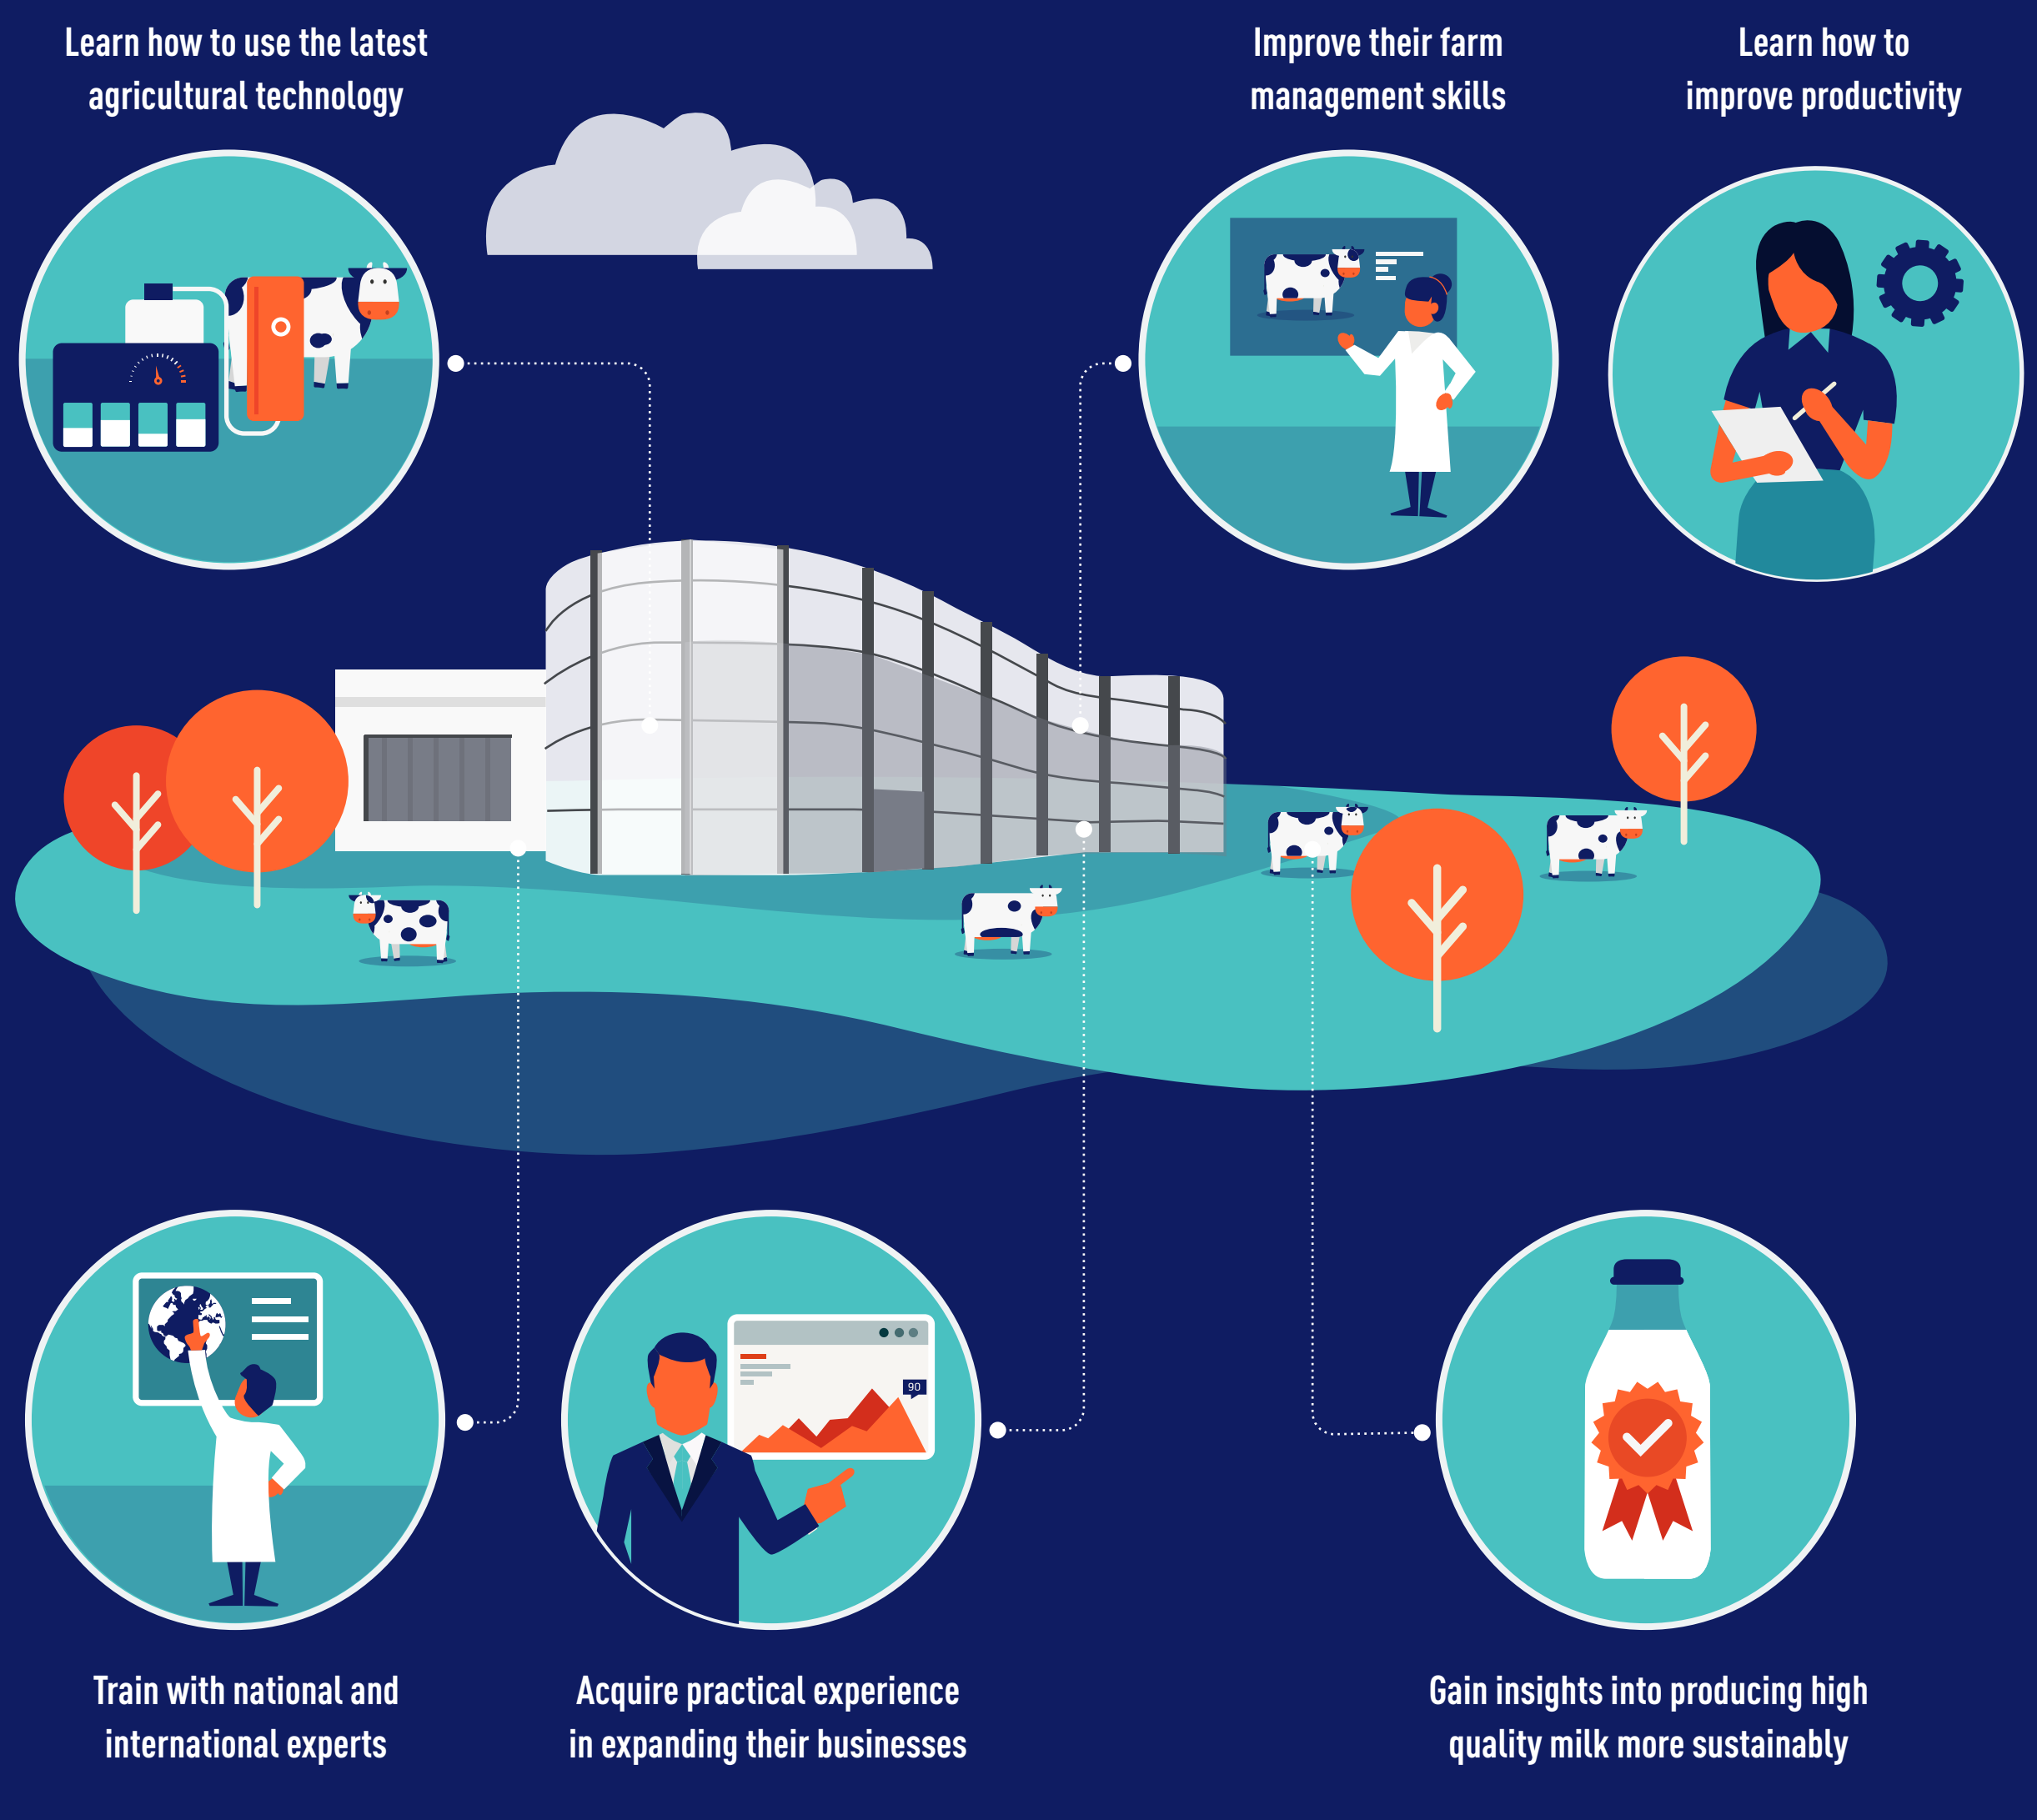 Learn how to use the latest
agricultural technology
Improve their farm
management skills
Learn how to
improve productivity
90
Train with national and
international experts
Acquire practical experience
in expanding their businesses
Gain insights into producing high
quality milk more sustainably